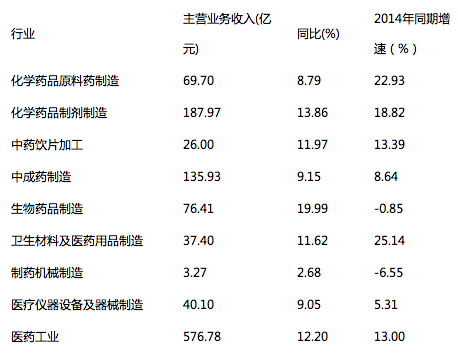 行业 主营业务收入(亿元) 同比(%) 2014年同期增速（%）
化学药品原料药制造 69.70 8.79 22.93
化学药品制剂制造 187.97 13.86 18.82
中药饮片加工 26.00 11.97 13.39
中成药制造 135.93 9.15 8.64
生物药品制造 76.41 19.99 -0.85
卫生材料及医药用品制造 37.40 11.62 25.14
制药机械制造 3.27 2.68 -6.55
医疗仪器设备及器械制造 40.10 9.05 5.31
医药工业 576.78 12.20 13.00